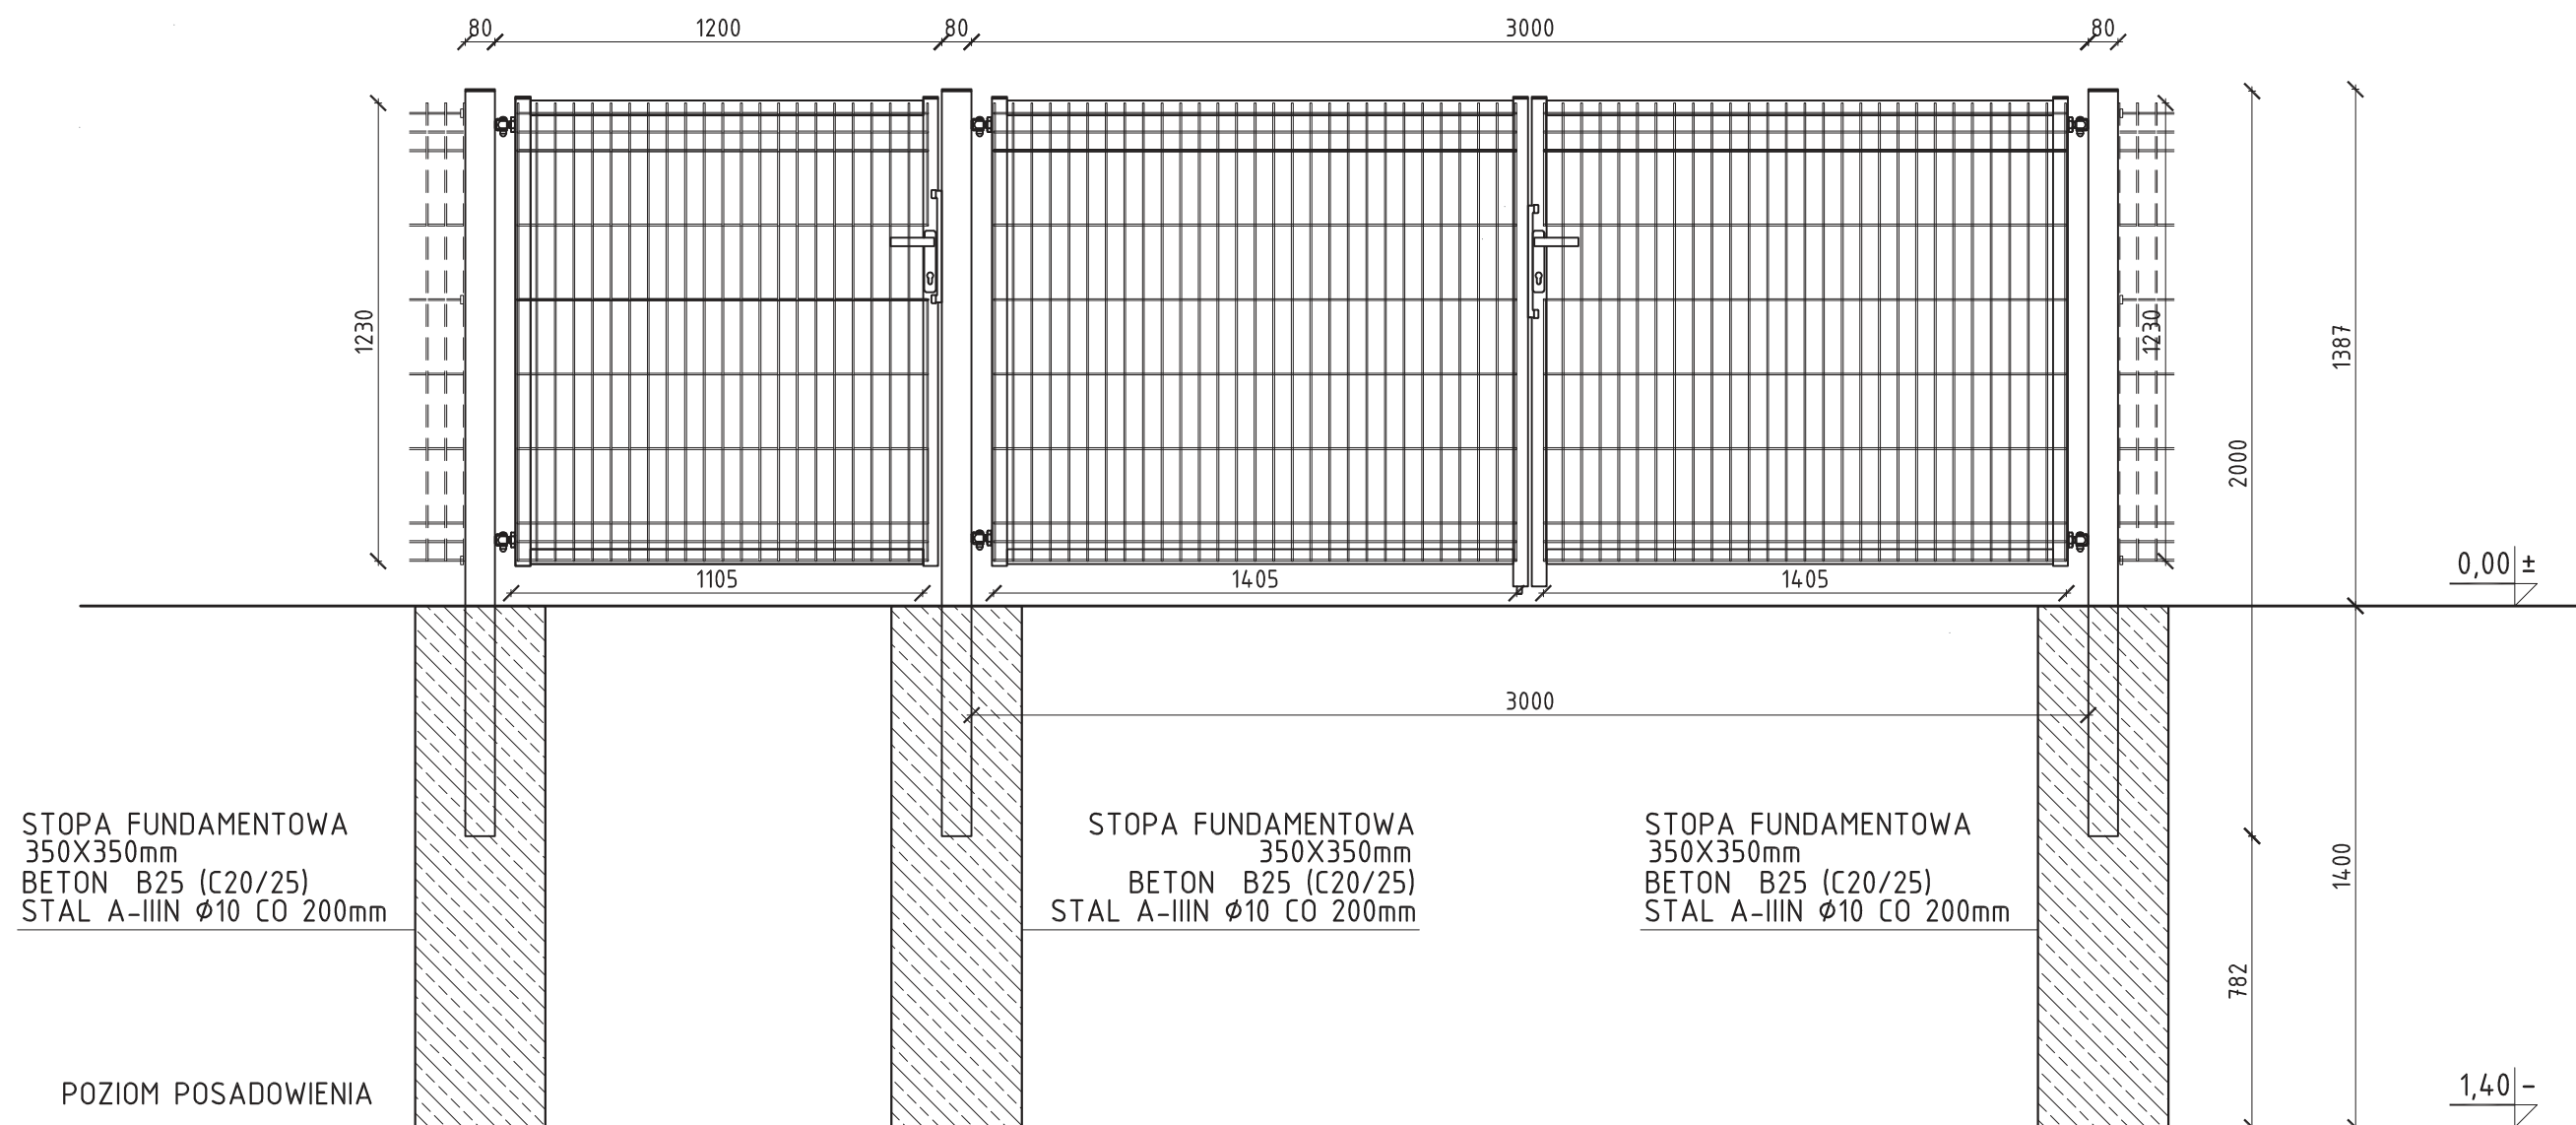 80 1200 80 3000 80
1230
1230
1387
2000
1105 1405 1405
0,00 ±
3000
STOPA FUNDAMENTOWA
350X350mm
BETON B25 (C20/25)
STAL A-IIIN Ø10 CO 200mm
STOPA FUNDAMENTOWA
350X350mm
BETON B25 (C20/25)
STAL A-IIIN Ø10 CO 200mm
STOPA FUNDAMENTOWA
350X350mm
BETON B25 (C20/25)
STAL A-IIIN Ø10 CO 200mm
1400
782
POZIOM POSADOWIENIA
1,40 -